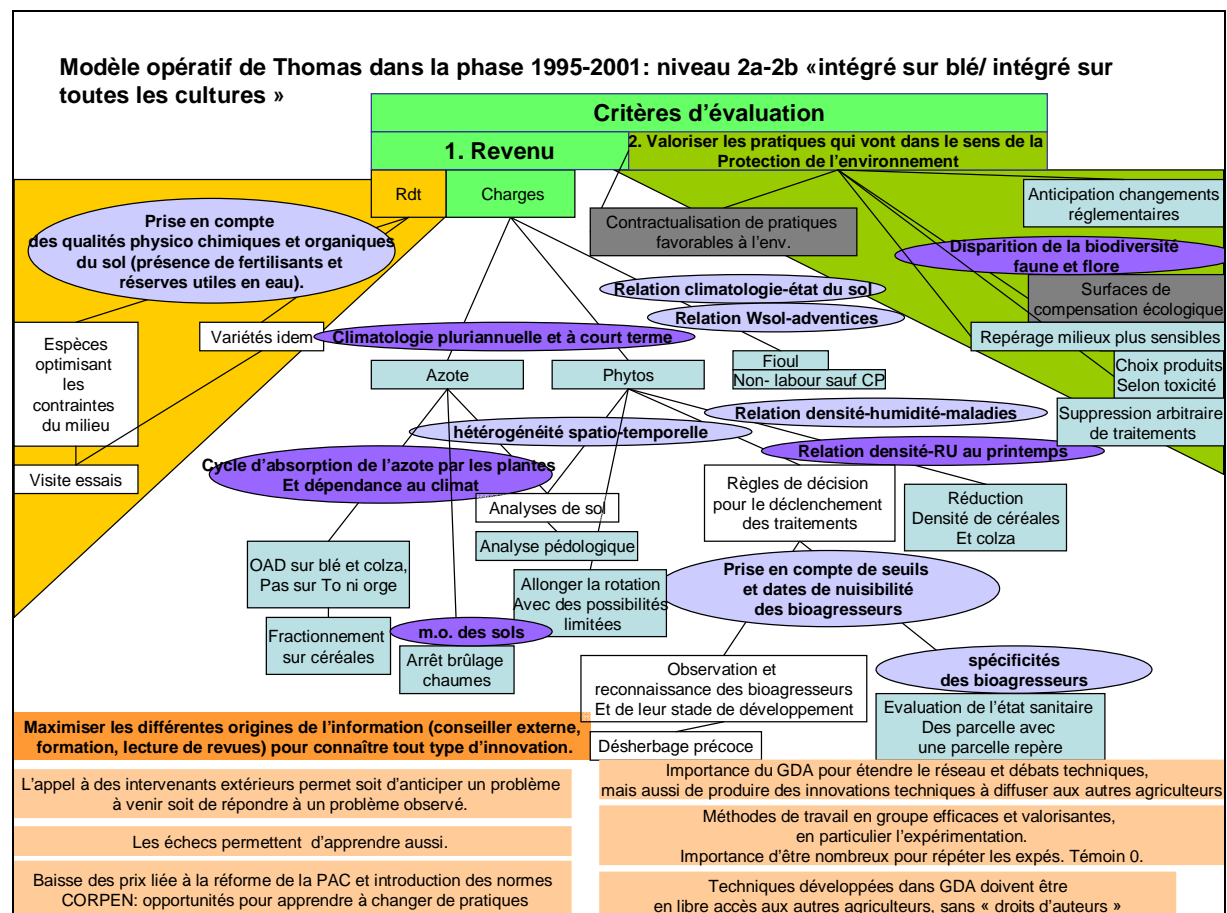 Modèle opératif de Thomas dans la phase 1995-2001: niveau 2a-2b «intégré sur blé/ intégré sur
toutes les cultures »
Critères d'évaluation
1. Revenu
2. Valoriser les pratiques qui vont dans le sens de la
Protection de l'environnement
Rdt
Charges
Prise en compte
des qualités physico chimiques et organiques
du sol (présence de fertilisants et
réserves utiles en eau).
Contractualisation de pratiques
favorables à l'env.
Anticipation changements
réglementaires
Disparition de la biodiversité
faune et flore
Relation climatologie-état du sol
Surfaces de
compensation écologique
Relation Wsol-adventices
Espèces
optimisant
les
contraintes
du milieu
Variétés idem
Climatologie pluriannuelle et à court terme
Repérage milieux plus sensibles
Fioul
Non- labour sauf CP
Choix produits
Selon toxicité
Azote
Phytos
Relation densité-humidité-maladies
Suppression arbitraire
de traitements
hétérogénéité spatio-temporelle
Relation densité-RU au printemps
Cycle d'absorption de l'azote par les plantes
Et dépendance au climat
Visite essais
Règles de décision
pour le déclenchement
des traitements
Réduction
Densité de céréales
Et colza
Analyses de sol
Analyse pédologique
OAD sur blé et colza,
Pas sur To ni orge
Allonger la rotation
Avec des possibilités
limitées
Prise en compte de seuils
et dates de nuisibilité
des bioagresseurs
Fractionnement
sur céréales
m.o. des sols
Arrêt brûlage
chaumes
Observation et
reconnaissance des bioagresseurs
Et de leur stade de développement
spécificités
des bioagresseurs
Evaluation de l'état sanitaire
Des parcelle avec
une parcelle repère
Désherbage précoce
Maximiser les différentes origines de l'information (conseiller externe,
formation, lecture de revues) pour connaître tout type d'innovation.
L'appel à des intervenants extérieurs permet soit d'anticiper un problème
à venir soit de répondre à un problème observé.
Les échecs permettent d'apprendre aussi.
Baisse des prix liée à la réforme de la PAC et introduction des normes
CORPEN: opportunités pour apprendre à changer de pratiques
Importance du GDA pour étendre le réseau et débats techniques,
mais aussi de produire des innovations techniques à diffuser aux autres agriculteurs
Méthodes de travail en groupe efficaces et valorisantes,
en particulier l'expérimentation.
Importance d'être nombreux pour répéter les expés. Témoin 0.
Techniques développées dans GDA doivent être
en libre accès aux autres agriculteurs, sans « droits d'auteurs »